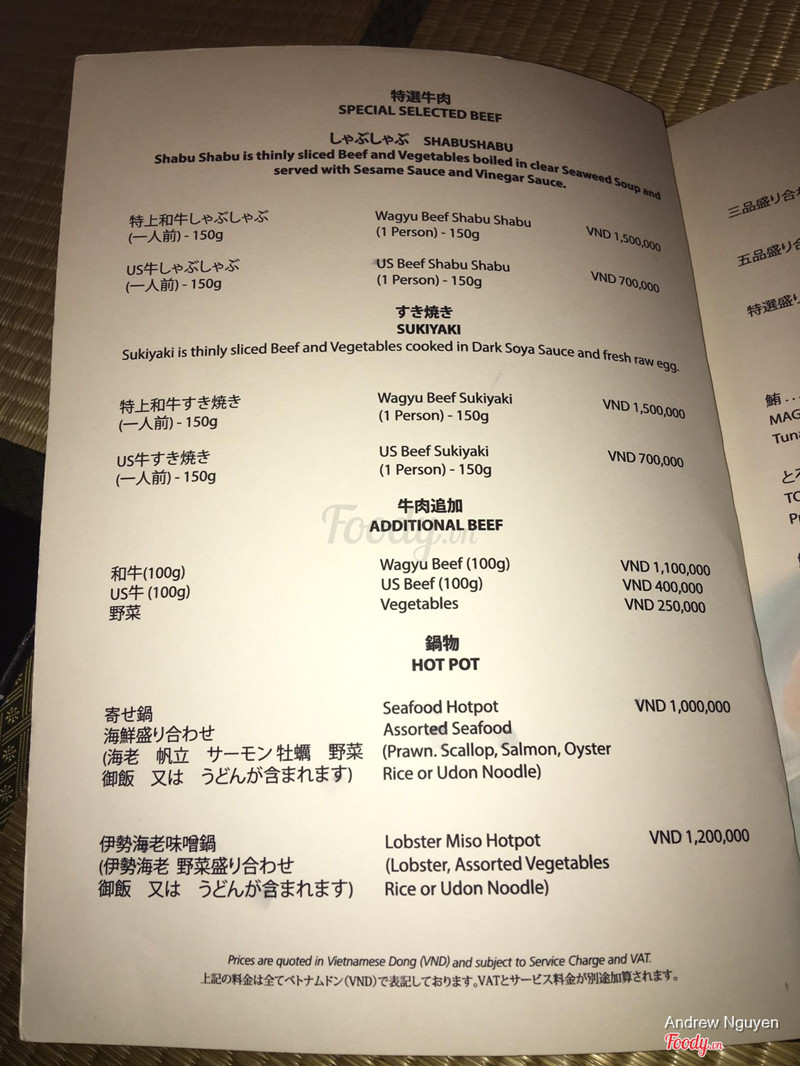 特選牛肉
SPECIAL SELECTED BEEF
しゃぶしゃぶ SHABUSHABU
Shabu Shabu is thinly sliced Beef and Vegetables boiled in clear Seaweed Soup and
served with Sesame Sauce and Vinegar Sauce.
特上和牛しゃぶしゃぶ Wagyu Beef Shabu Shabu VND 1,500,000
(一人前) - 150g (1 Person) - 150g
US牛しゃぶしゃぶ US Beef Shabu Shabu VND 700,000
(一人前) - 150g (1 Person) - 150g
すき焼き
SUKIYAKI
Sukiyaki is thinly sliced Beef and Vegetables cooked in Dark Soya Sauce and fresh raw egg.
特上和牛すき焼き Wagyu Beef Sukiyaki VND 1,500,000
(一人前) - 150g (1 Person) - 150g
US牛すき焼き US Beef Sukiyaki VND 700,000
(一人前) - 150g (1 Person) - 150g
牛肉追加
ADDITIONAL BEEF
和牛(100g) Wagyu Beef (100g) VND 1,100,000
US牛 (100g) US Beef (100g) VND 400,000
野菜 Vegetables VND 250,000
鍋物
HOT POT
寄せ鍋 Seafood Hotpot VND 1,000,000
海鮮盛り合わせ Assorted Seafood
(海老 帆立 サーモン 牡蠣 野菜 (Prawn. Scallop, Salmon, Oyster
御飯 又は うどんが含まれます) Rice or Udon Noodle)
伊勢海老味噌鍋 Lobster Miso Hotpot VND 1,200,000
(伊勢海老 野菜盛り合わせ (Lobster, Assorted Vegetables
御飯 又は うどんが含まれます) Rice or Udon Noodle)
Prices are quoted in Vietnamese Dong (VND) and subject to Service Charge and VAT.
上記の料金は全てベトナムドン(VND)で表記しております。VATとサービス料金が別途加算されます。
三品盛り合わ
五品盛り合
特選盛り
鮪 . . .
MAG
Tuna
TO
Foody.vn
Andrew Nguyen
Foody.vn